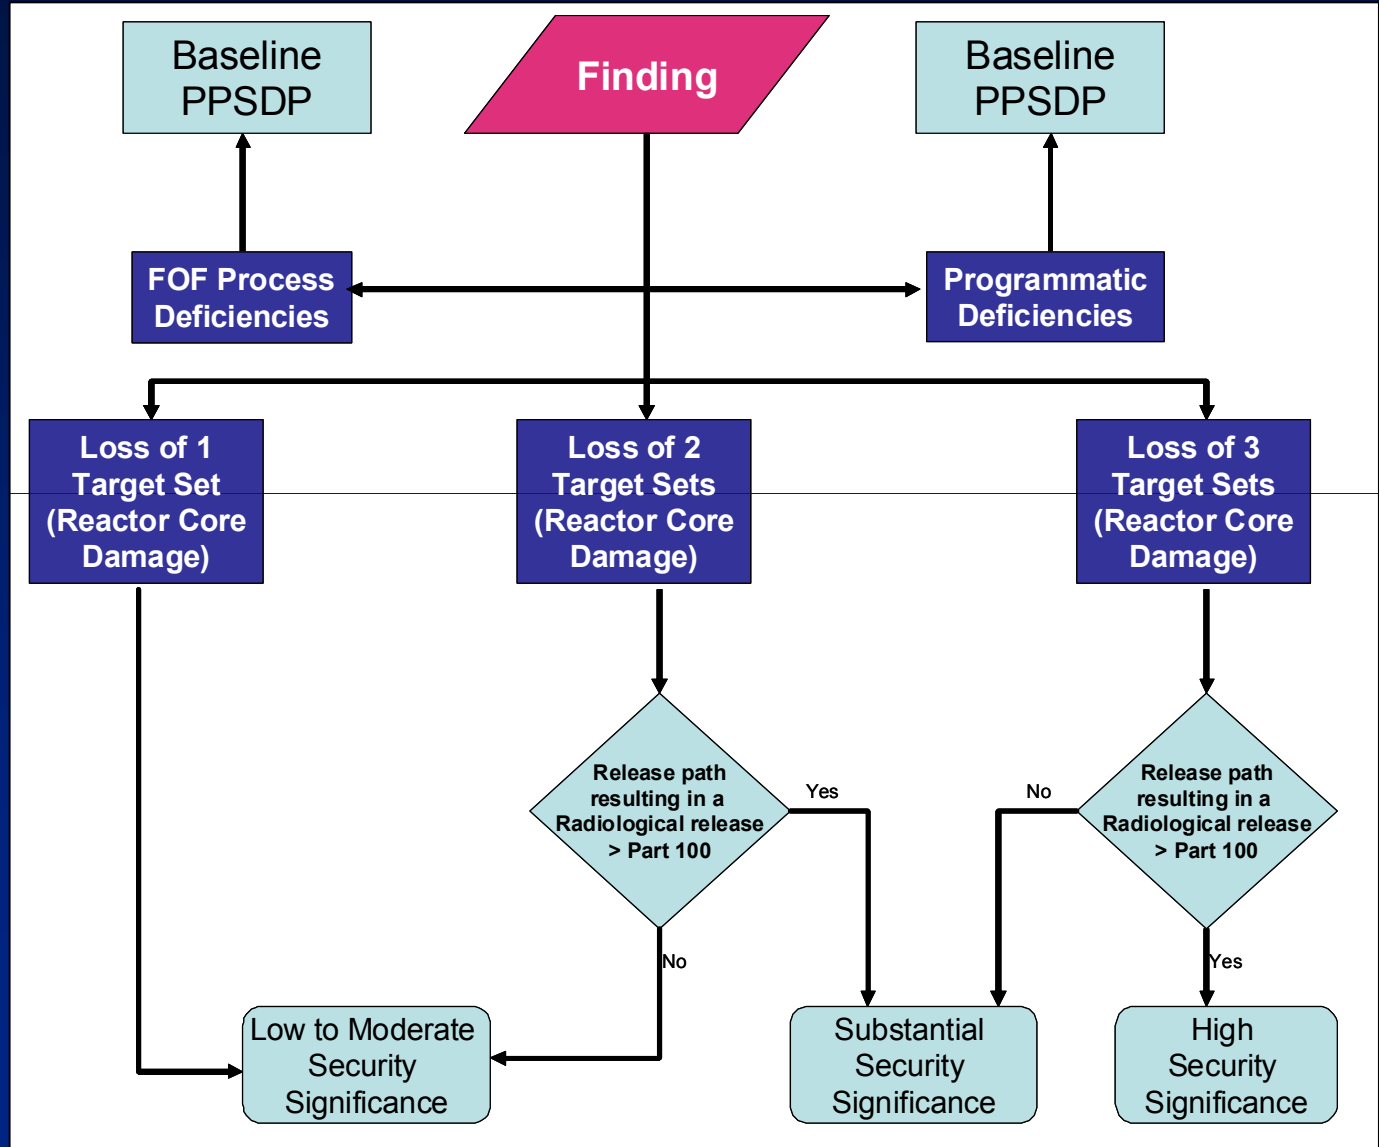 Baseline
PPSDP
Finding
Baseline
PPSDP
FOF Process
Deficiencies
Programmatic
Deficiencies
Loss of 1
Target Set
(Reactor Core
Damage)
Loss of 2
Target Sets
(Reactor Core
Damage)
Loss of 3
Target Sets
(Reactor Core
Damage)
Release path
resulting in a
Radiological release
> Part 100
Yes
No
Release path
resulting in a
Radiological release
> Part 100
No
Yes
Low to Moderate
Security
Significance
Substantial
Security
Significance
High
Security
Significance